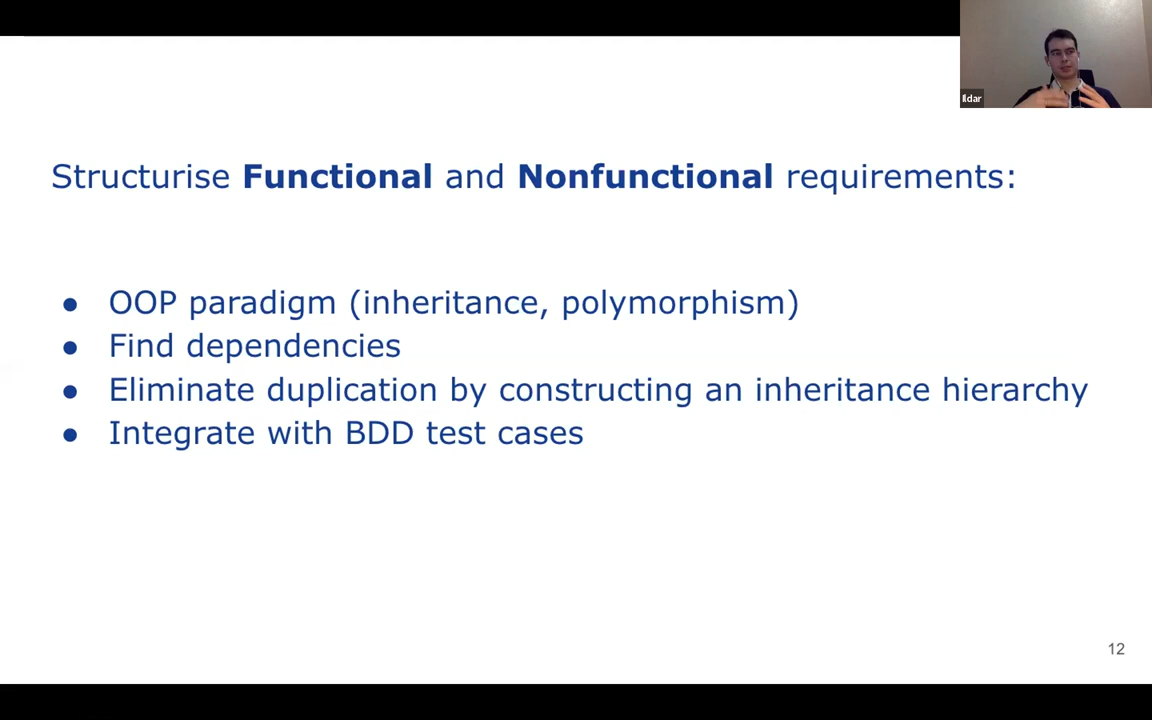 Ildar
Structurise Functional and Nonfunctional requirements:
● OOP paradigm (inheritance, polymorphism)
● Find dependencies
● Eliminate duplication by constructing an inheritance hierarchy
● Integrate with BDD test cases
12